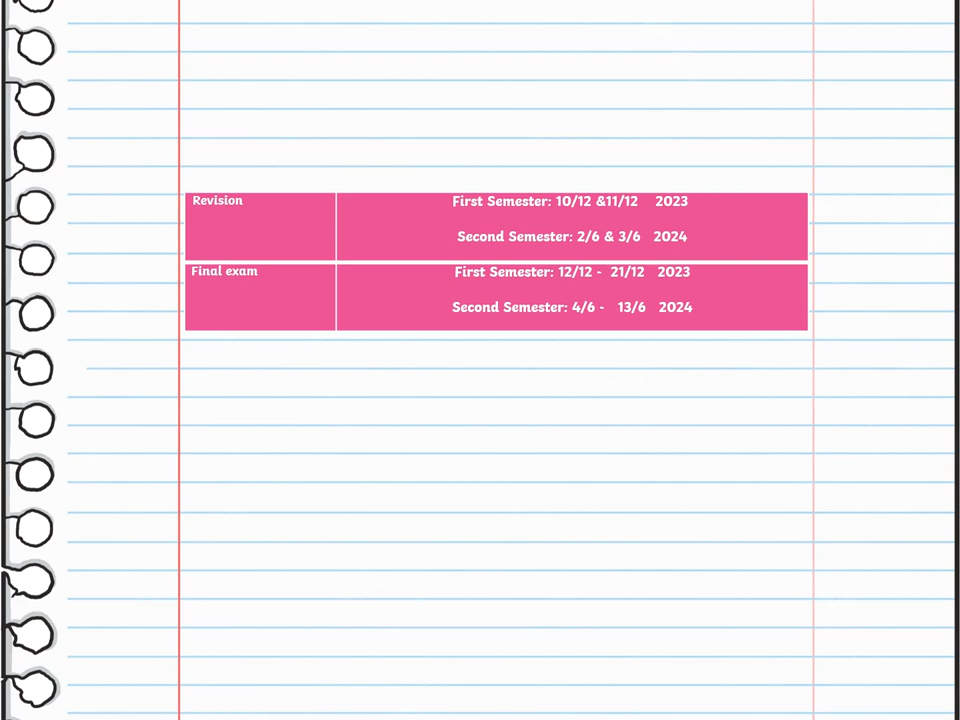 Revision
First Semester: 10/12 &11/12 2023
Second Semester: 2/6 & 3/6 2024
Final exam
First Semester: 12/12 - 21/12 2023
Second Semester: 4/6 - 13/6 2024